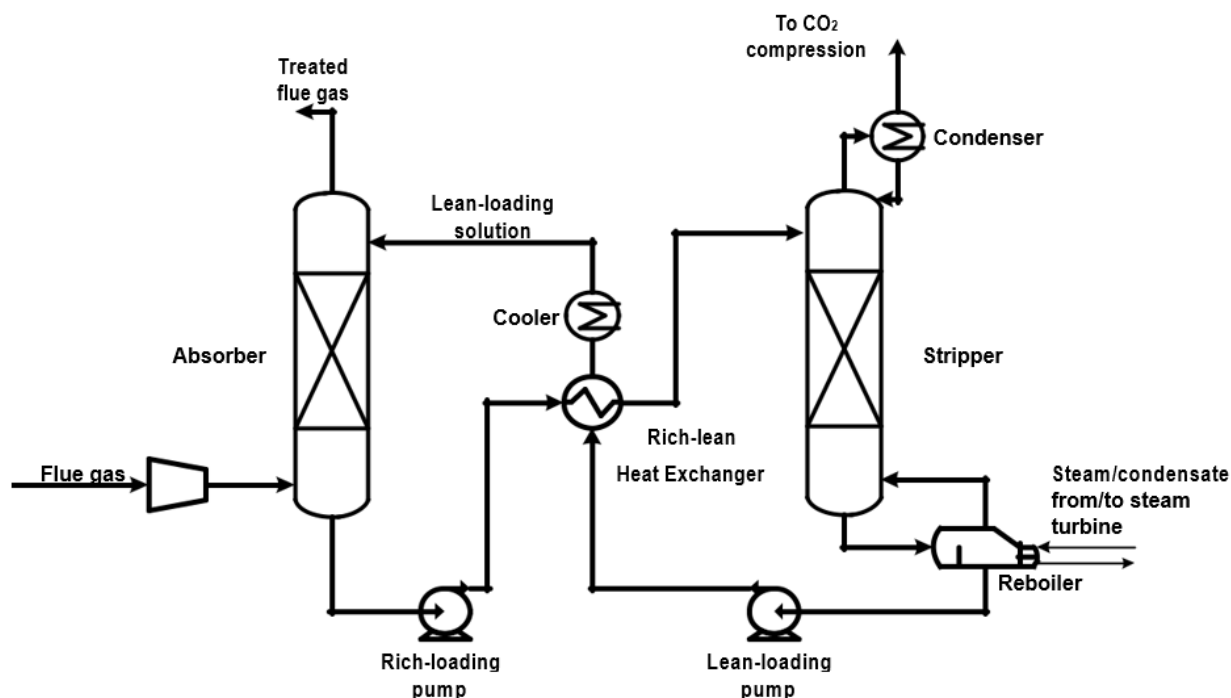 To CO₂
compression
Treated
flue gas
Condenser
Lean-loading
solution
Cooler
Absorber
Stripper
Rich-lean
Heat Exchanger
Flue gas
Steam/condensate
from/to steam
turbine
Reboiler
Rich-loading
pump
Lean-loading
pump